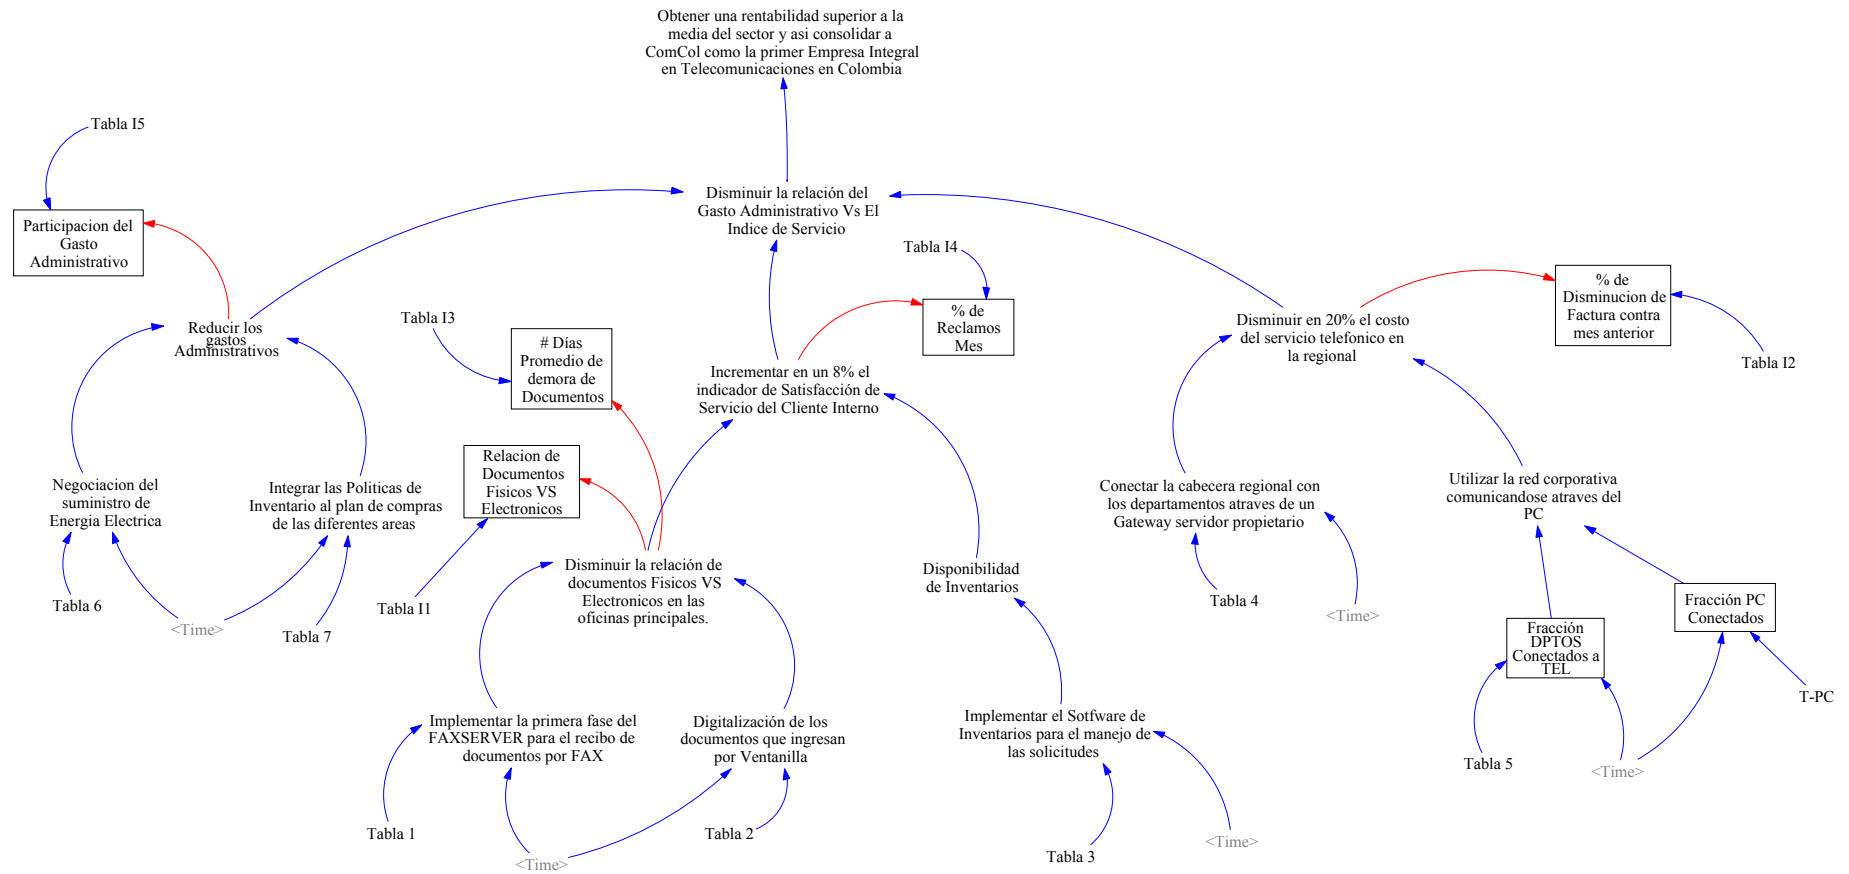 Obtener una rentabilidad superior a la
media del sector y asi consolidar a
ComCol como la primer Empresa Integral
en Telecomunicaciones en Colombia
Tabla I5
Participacion del
Gasto
Administrativo
Disminuir la relación del
Gasto Administrativo Vs El
Indice de Servicio
Tabla I4
% de
Reclamos
Mes
% de
Disminucion de
Factura contra
mes anterior
Tabla I2
Reducir los
gastos
Administrativos
Tabla I3
# Días
Promedio de
demora de
Documentos
Incrementar en un 8% el
indicador de Satisfacción de
Servicio del Cliente Interno
Disminuir en 20% el costo
del servicio telefonico en
la regional
Negociacion del
suministro de
Energia Electrica
Integrar las Politicas de
Inventario al plan de compras
de las diferentes areas
Relacion de
Documentos
Fisicos VS
Electronicos
Conectar la cabecera regional con
los departamentos atraves de un
Gateway servidor propietario
Utilizar la red corporativa
comunicandose atraves del
PC
Tabla 6
<Time>
Tabla 7
Tabla I1
Disminuir la relación de
documentos Fisicos VS
Electronicos en las
oficinas principales.
Disponibilidad
de Inventarios
Tabla 4
<Time>
Fracción
DPTOS
Conectados a
TEL
Fracción PC
Conectados
T-PC
Implementar la primera fase del
FAXSERVER para el recibo de
documentos por FAX
Digitalización de los
documentos que ingresan
por Ventanilla
Implementar el Sotfware de
Inventarios para el manejo de
las solicitudes
Tabla 5
<Time>
Tabla 1
<Time>
Tabla 2
Tabla 3
<Time>